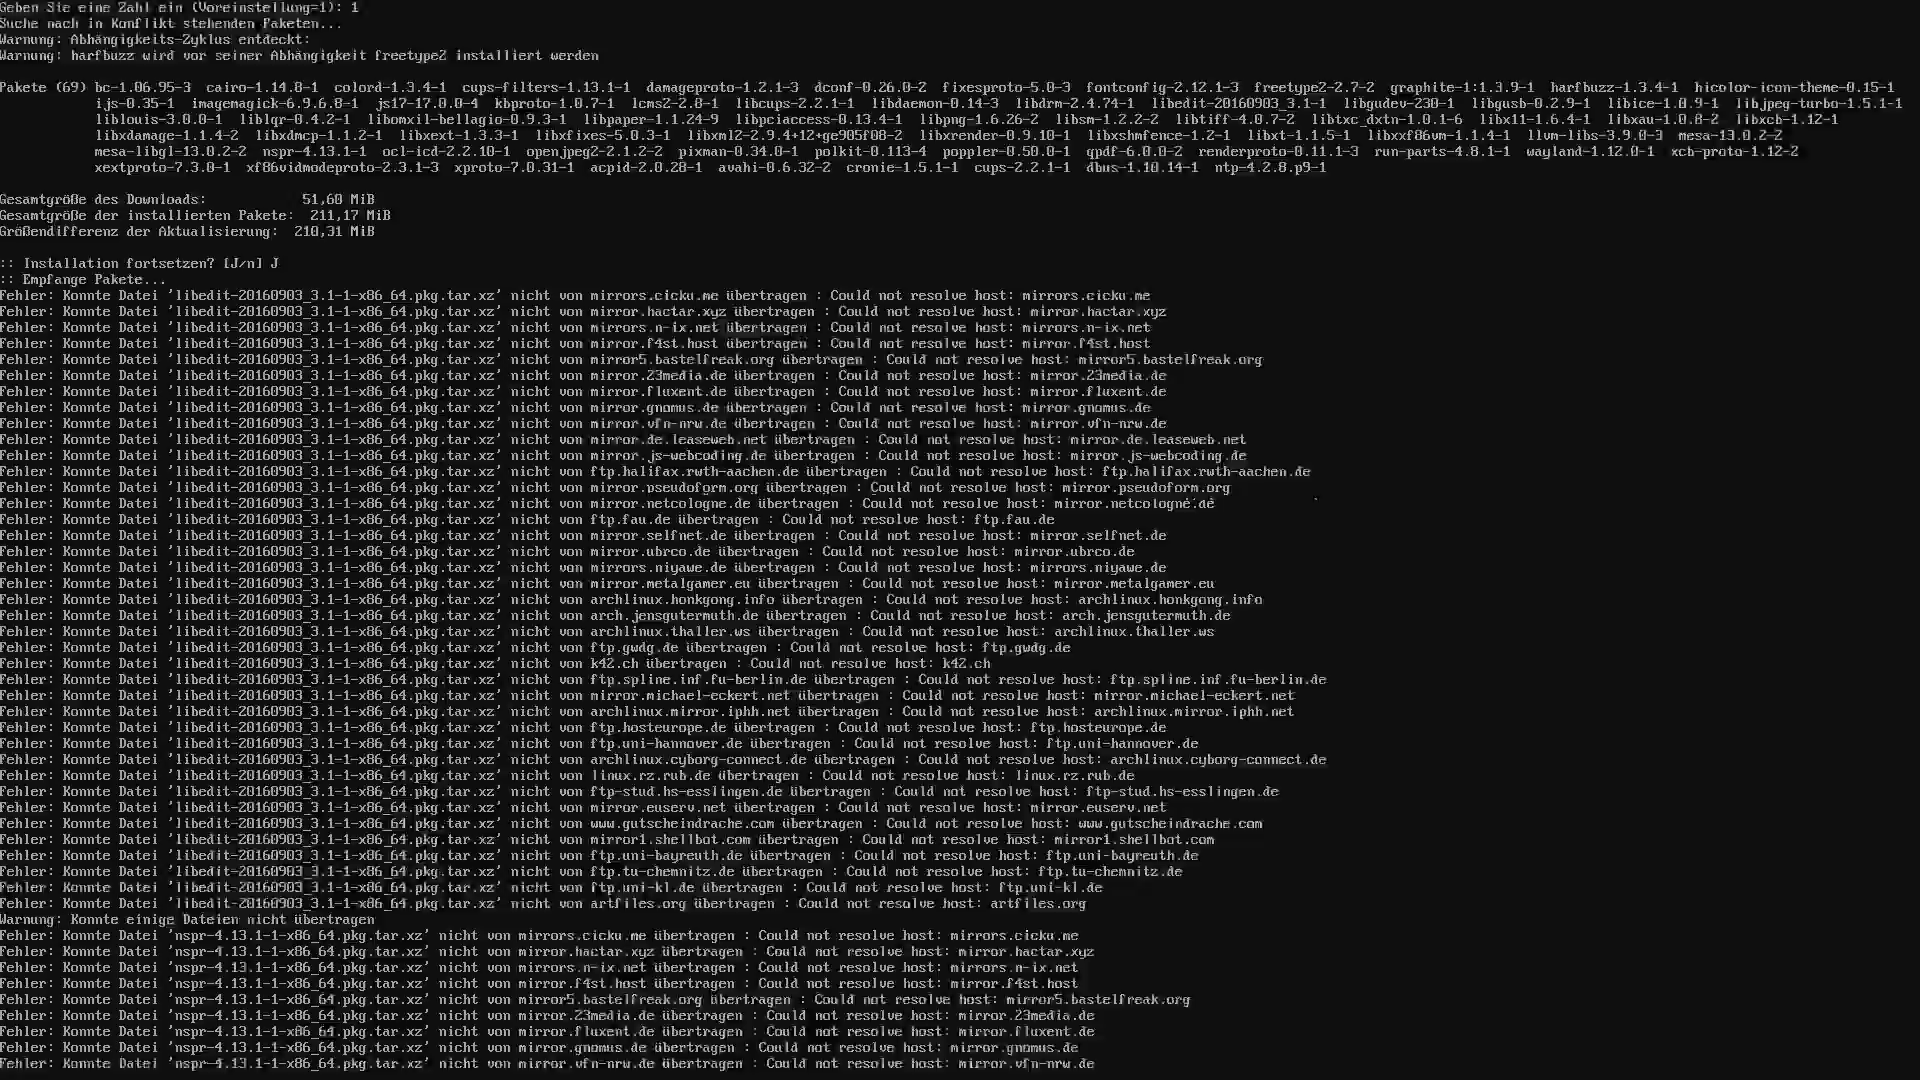 Geben Sie eine Zahl ein (Voreinstellung=1): 1
Suche nach in Konflikt stehenden Paketen...
Warnung: Abhängigkeits-Zyklus entdeckt:
Warnung: harfbuzz wird vor seiner Abhängigkeit freetype2 installiert werden
Pakete (69) bc-1.06.95-3  cairo-1.14.8-1  colord-1.3.4-1  cups-filters-1.13.1-1  damageproto-1.2.1-3  dconf-0.26.0-2  fixesproto-5.0-3  fontconfig-2.12.1-3  freetype2-2.7-2  graphite-1:1.3.9-1  harfbuzz-1.3.4-1  hicolor-icon-theme-0.15-1
ijs-0.35-1  imagemagick-6.9.6.8-1  js17-17.0.0-4  kbproto-1.0.7-1  lcms2-2.8-1  libcups-2.2.1-1  libdaemon-0.14-3  libdrm-2.4.74-1  libedit-20160903_3.1-1  libgudev-230-1  libgusb-0.2.9-1  libice-1.0.9-1  libjpeg-turbo-1.5.1-1
liblouis-3.0.0-1  liblqr-0.4.2-1  libomxil-bellagio-0.9.3-1  libpaper-1.1.24-9  libpciaccess-0.13.4-1  libpng-1.6.26-2  libsm-1.2.2-2  libtiff-4.0.7-2  libtxc_dxtn-1.0.1-6  libx11-1.6.4-1  libxau-1.0.8-2  libxcb-1.12-1
libxdamage-1.1.4-2  libxdmcp-1.1.2-1  libxext-1.3.3-1  libxfixes-5.0.3-1  libxml2-2.9.4+12+ge905f08-2  libxrender-0.9.10-1  libxshmfence-1.2-1  libxt-1.1.5-1  libxxf86vm-1.1.4-1  llvm-libs-3.9.0-3  mesa-13.0.2-2
mesa-libgl-13.0.2-2  nspr-4.13.1-1  ocl-icd-2.2.10-1  openjpeg2-2.1.2-2  pixman-0.34.0-1  polkit-0.113-4  poppler-0.50.0-1  qpdf-6.0.0-2  renderproto-0.11.1-3  run-parts-4.8.1-1  wayland-1.12.0-1  xcb-proto-1.12-2
xextproto-7.3.0-1  xf86vidmodeproto-2.3.1-3  xproto-7.0.31-1  acpid-2.0.28-1  avahi-0.6.32-2  cronie-1.5.1-1  cups-2.2.1-1  dbus-1.10.14-1  ntp-4.2.8.p9-1
Gesamtgröße des Downloads:            51,60 MiB
Gesamtgröße der installierten Pakete:  211,17 MiB
Größendifferenz der Aktualisierung:  210,31 MiB
:: Installation fortsetzen? [J/n] J
:: Empfange Pakete...
Fehler: Konnte Datei 'libedit-20160903_3.1-1-x86_64.pkg.tar.xz' nicht von mirrors.cicku.me übertragen : Could not resolve host: mirrors.cicku.me
Fehler: Konnte Datei 'libedit-20160903_3.1-1-x86_64.pkg.tar.xz' nicht von mirror.hactar.xyz übertragen : Could not resolve host: mirror.hactar.xyz
Fehler: Konnte Datei 'libedit-20160903_3.1-1-x86_64.pkg.tar.xz' nicht von mirrors.n-ix.net übertragen : Could not resolve host: mirrors.n-ix.net
Fehler: Konnte Datei 'libedit-20160903_3.1-1-x86_64.pkg.tar.xz' nicht von mirror.f4st.host übertragen : Could not resolve host: mirror.f4st.host
Fehler: Konnte Datei 'libedit-20160903_3.1-1-x86_64.pkg.tar.xz' nicht von mirror5.bastelfreak.org übertragen : Could not resolve host: mirror5.bastelfreak.org
Fehler: Konnte Datei 'libedit-20160903_3.1-1-x86_64.pkg.tar.xz' nicht von mirror.23media.de übertragen : Could not resolve host: mirror.23media.de
Fehler: Konnte Datei 'libedit-20160903_3.1-1-x86_64.pkg.tar.xz' nicht von mirror.fluxent.de übertragen : Could not resolve host: mirror.fluxent.de
Fehler: Konnte Datei 'libedit-20160903_3.1-1-x86_64.pkg.tar.xz' nicht von mirror.gnomus.de übertragen : Could not resolve host: mirror.gnomus.de
Fehler: Konnte Datei 'libedit-20160903_3.1-1-x86_64.pkg.tar.xz' nicht von mirror.vfn-nrw.de übertragen : Could not resolve host: mirror.vfn-nrw.de
Fehler: Konnte Datei 'libedit-20160903_3.1-1-x86_64.pkg.tar.xz' nicht von mirror.de.leaseweb.net übertragen : Could not resolve host: mirror.de.leaseweb.net
Fehler: Konnte Datei 'libedit-20160903_3.1-1-x86_64.pkg.tar.xz' nicht von mirror.js-webcoding.de übertragen : Could not resolve host: mirror.js-webcoding.de
Fehler: Konnte Datei 'libedit-20160903_3.1-1-x86_64.pkg.tar.xz' nicht von ftp.halifax.rwth-aachen.de übertragen : Could not resolve host: ftp.halifax.rwth-aachen.de
Fehler: Konnte Datei 'libedit-20160903_3.1-1-x86_64.pkg.tar.xz' nicht von mirror.pseudoform.org übertragen : Could not resolve host: mirror.pseudoform.org
Fehler: Konnte Datei 'libedit-20160903_3.1-1-x86_64.pkg.tar.xz' nicht von mirror.netcologne.de übertragen : Could not resolve host: mirror.netcologne.de
Fehler: Konnte Datei 'libedit-20160903_3.1-1-x86_64.pkg.tar.xz' nicht von ftp.fau.de übertragen : Could not resolve host: ftp.fau.de
Fehler: Konnte Datei 'libedit-20160903_3.1-1-x86_64.pkg.tar.xz' nicht von mirror.selfnet.de übertragen : Could not resolve host: mirror.selfnet.de
Fehler: Konnte Datei 'libedit-20160903_3.1-1-x86_64.pkg.tar.xz' nicht von mirror.ubrco.de übertragen : Could not resolve host: mirror.ubrco.de
Fehler: Konnte Datei 'libedit-20160903_3.1-1-x86_64.pkg.tar.xz' nicht von mirrors.niyawe.de übertragen : Could not resolve host: mirrors.niyawe.de
Fehler: Konnte Datei 'libedit-20160903_3.1-1-x86_64.pkg.tar.xz' nicht von mirror.metalgamer.eu übertragen : Could not resolve host: mirror.metalgamer.eu
Fehler: Konnte Datei 'libedit-20160903_3.1-1-x86_64.pkg.tar.xz' nicht von archlinux.honkgong.info übertragen : Could not resolve host: archlinux.honkgong.info
Fehler: Konnte Datei 'libedit-20160903_3.1-1-x86_64.pkg.tar.xz' nicht von arch.jensgutermuth.de übertragen : Could not resolve host: arch.jensgutermuth.de
Fehler: Konnte Datei 'libedit-20160903_3.1-1-x86_64.pkg.tar.xz' nicht von archlinux.thaller.ws übertragen : Could not resolve host: archlinux.thaller.ws
Fehler: Konnte Datei 'libedit-20160903_3.1-1-x86_64.pkg.tar.xz' nicht von ftp.gwdg.de übertragen : Could not resolve host: ftp.gwdg.de
Fehler: Konnte Datei 'libedit-20160903_3.1-1-x86_64.pkg.tar.xz' nicht von k42.ch übertragen : Could not resolve host: k42.ch
Fehler: Konnte Datei 'libedit-20160903_3.1-1-x86_64.pkg.tar.xz' nicht von ftp.spline.inf.fu-berlin.de übertragen : Could not resolve host: ftp.spline.inf.fu-berlin.de
Fehler: Konnte Datei 'libedit-20160903_3.1-1-x86_64.pkg.tar.xz' nicht von mirror.michael-eckert.net übertragen : Could not resolve host: mirror.michael-eckert.net
Fehler: Konnte Datei 'libedit-20160903_3.1-1-x86_64.pkg.tar.xz' nicht von archlinux.mirror.iphh.net übertragen : Could not resolve host: archlinux.mirror.iphh.net
Fehler: Konnte Datei 'libedit-20160903_3.1-1-x86_64.pkg.tar.xz' nicht von ftp.hosteurope.de übertragen : Could not resolve host: ftp.hosteurope.de
Fehler: Konnte Datei 'libedit-20160903_3.1-1-x86_64.pkg.tar.xz' nicht von ftp.uni-hannover.de übertragen : Could not resolve host: ftp.uni-hannover.de
Fehler: Konnte Datei 'libedit-20160903_3.1-1-x86_64.pkg.tar.xz' nicht von archlinux.cyborg-connect.de übertragen : Could not resolve host: archlinux.cyborg-connect.de
Fehler: Konnte Datei 'libedit-20160903_3.1-1-x86_64.pkg.tar.xz' nicht von linux.rz.rub.de übertragen : Could not resolve host: linux.rz.rub.de
Fehler: Konnte Datei 'libedit-20160903_3.1-1-x86_64.pkg.tar.xz' nicht von ftp-stud.hs-esslingen.de übertragen : Could not resolve host: ftp-stud.hs-esslingen.de
Fehler: Konnte Datei 'libedit-20160903_3.1-1-x86_64.pkg.tar.xz' nicht von mirror.euserv.net übertragen : Could not resolve host: mirror.euserv.net
Fehler: Konnte Datei 'libedit-20160903_3.1-1-x86_64.pkg.tar.xz' nicht von www.gutscheindrache.com übertragen : Could not resolve host: www.gutscheindrache.com
Fehler: Konnte Datei 'libedit-20160903_3.1-1-x86_64.pkg.tar.xz' nicht von mirror1.shellbot.com übertragen : Could not resolve host: mirror1.shellbot.com
Fehler: Konnte Datei 'libedit-20160903_3.1-1-x86_64.pkg.tar.xz' nicht von ftp.uni-bayreuth.de übertragen : Could not resolve host: ftp.uni-bayreuth.de
Fehler: Konnte Datei 'libedit-20160903_3.1-1-x86_64.pkg.tar.xz' nicht von ftp.tu-chemnitz.de übertragen : Could not resolve host: ftp.tu-chemnitz.de
Fehler: Konnte Datei 'libedit-20160903_3.1-1-x86_64.pkg.tar.xz' nicht von ftp.uni-kl.de übertragen : Could not resolve host: ftp.uni-kl.de
Fehler: Konnte Datei 'libedit-20160903_3.1-1-x86_64.pkg.tar.xz' nicht von artfiles.org übertragen : Could not resolve host: artfiles.org
Warnung: Konnte einige Dateien nicht übertragen
Fehler: Konnte Datei 'nspr-4.13.1-1-x86_64.pkg.tar.xz' nicht von mirrors.cicku.me übertragen : Could not resolve host: mirrors.cicku.me
Fehler: Konnte Datei 'nspr-4.13.1-1-x86_64.pkg.tar.xz' nicht von mirror.hactar.xyz übertragen : Could not resolve host: mirror.hactar.xyz
Fehler: Konnte Datei 'nspr-4.13.1-1-x86_64.pkg.tar.xz' nicht von mirrors.n-ix.net übertragen : Could not resolve host: mirrors.n-ix.net
Fehler: Konnte Datei 'nspr-4.13.1-1-x86_64.pkg.tar.xz' nicht von mirror.f4st.host übertragen : Could not resolve host: mirror.f4st.host
Fehler: Konnte Datei 'nspr-4.13.1-1-x86_64.pkg.tar.xz' nicht von mirror5.bastelfreak.org übertragen : Could not resolve host: mirror5.bastelfreak.org
Fehler: Konnte Datei 'nspr-4.13.1-1-x86_64.pkg.tar.xz' nicht von mirror.23media.de übertragen : Could not resolve host: mirror.23media.de
Fehler: Konnte Datei 'nspr-4.13.1-1-x86_64.pkg.tar.xz' nicht von mirror.fluxent.de übertragen : Could not resolve host: mirror.fluxent.de
Fehler: Konnte Datei 'nspr-4.13.1-1-x86_64.pkg.tar.xz' nicht von mirror.gnomus.de übertragen : Could not resolve host: mirror.gnomus.de
Fehler: Konnte Datei 'nspr-4.13.1-1-x86_64.pkg.tar.xz' nicht von mirror.vfn-nrw.de übertragen : Could not resolve host: mirror.vfn-nrw.de